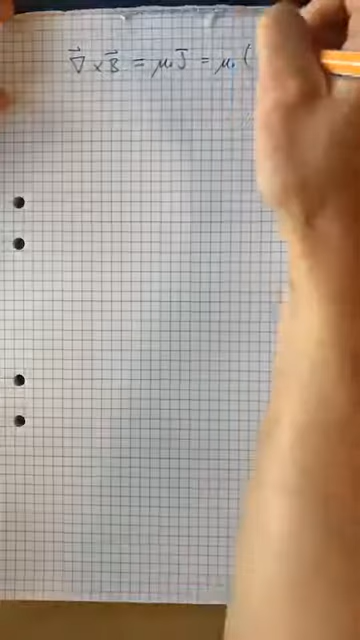 ∇⃗ × B⃗ = μ₀ J⃗ = μ₀ (